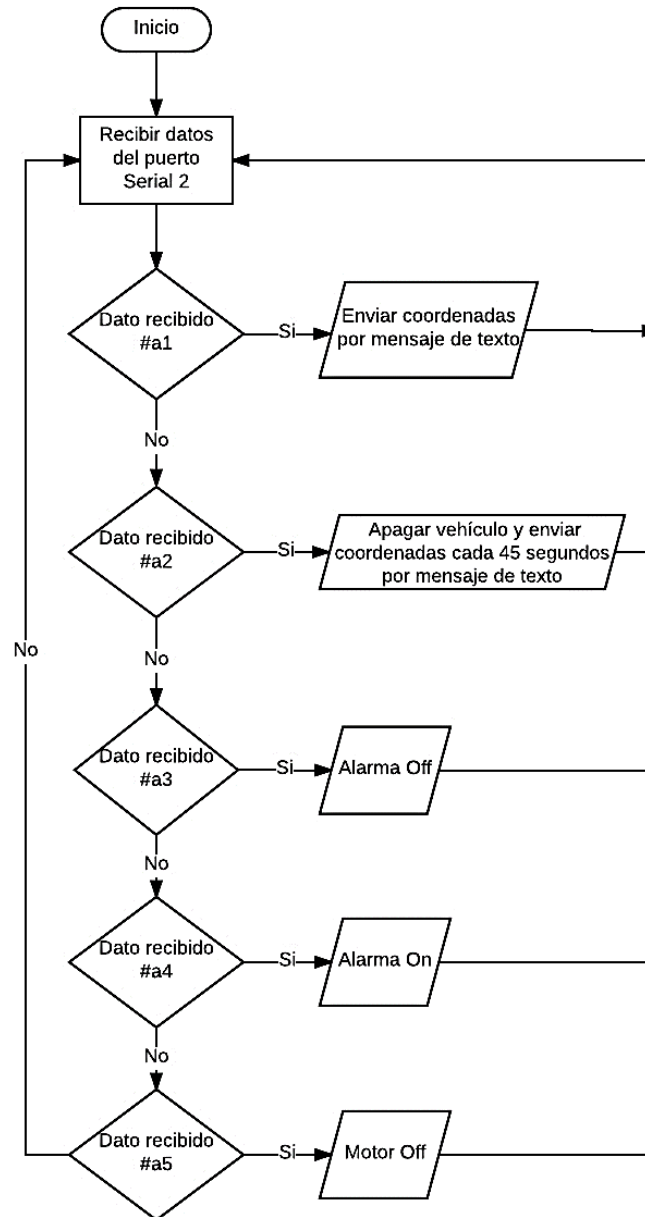 Inicio
Recibir datos
del puerto
Serial 2
Dato recibido
#a1
Si
Enviar coordenadas
por mensaje de texto
No
Dato recibido
#a2
Si
Apagar vehículo y enviar
coordenadas cada 45 segundos
por mensaje de texto
No
No
Dato recibido
#a3
Si
Alarma Off
No
Dato recibido
#a4
Si
Alarma On
No
Dato recibido
#a5
Si
Motor Off